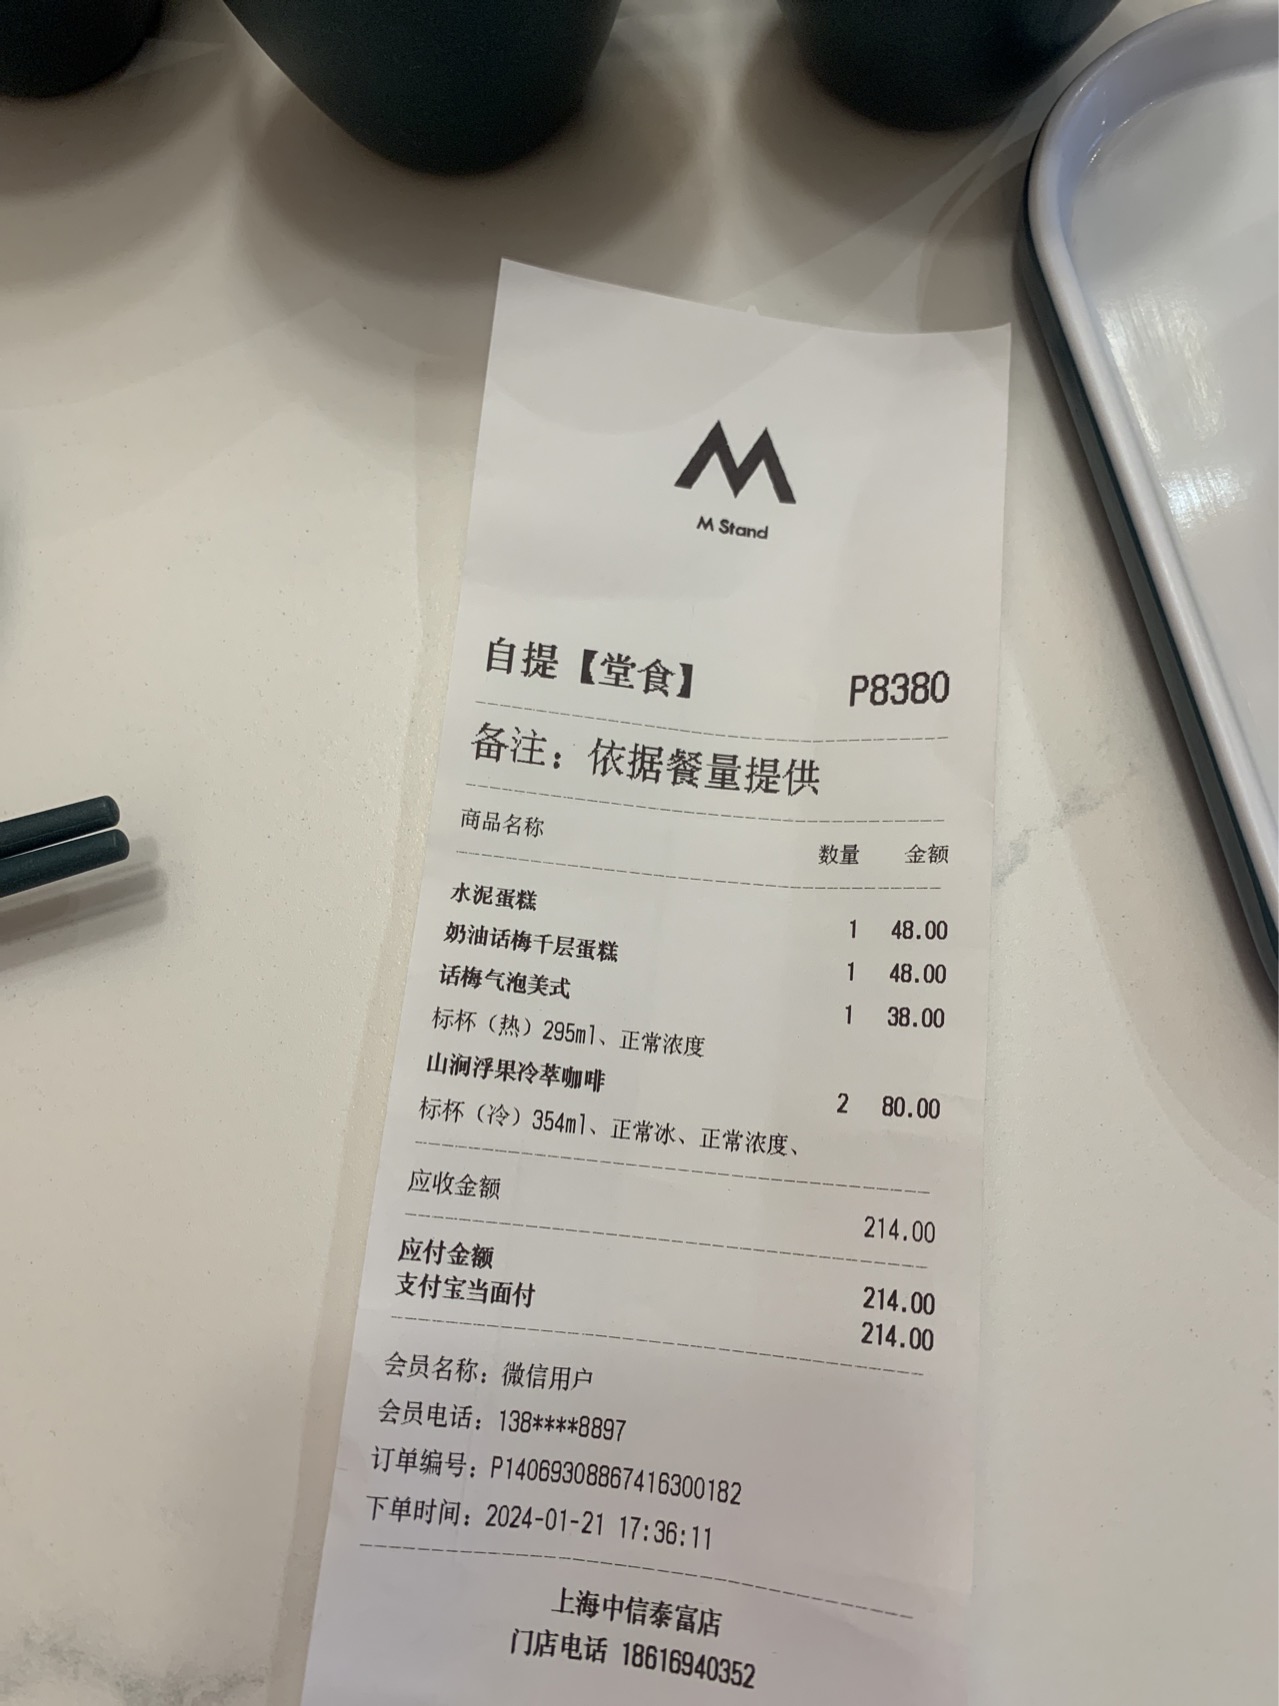 M Stand
自提【堂食】 P8380
备注：依据餐量提供
商品名称 数量 金额
水泥蛋糕 1 48.00
奶油话梅千层蛋糕 1 48.00
话梅气泡美式 1 38.00
标杯（热）295ml、正常浓度
山涧浮果冷萃咖啡 2 80.00
标杯（冷）354ml、正常冰、正常浓度、
应收金额 214.00
应付金额 214.00
支付宝当面付 214.00
会员名称：微信用户
会员电话：138****8897
订单编号：P14069308867416300182
下单时间：2024-01-21 17:36:11
上海中信泰富店
门店电话 18616940352